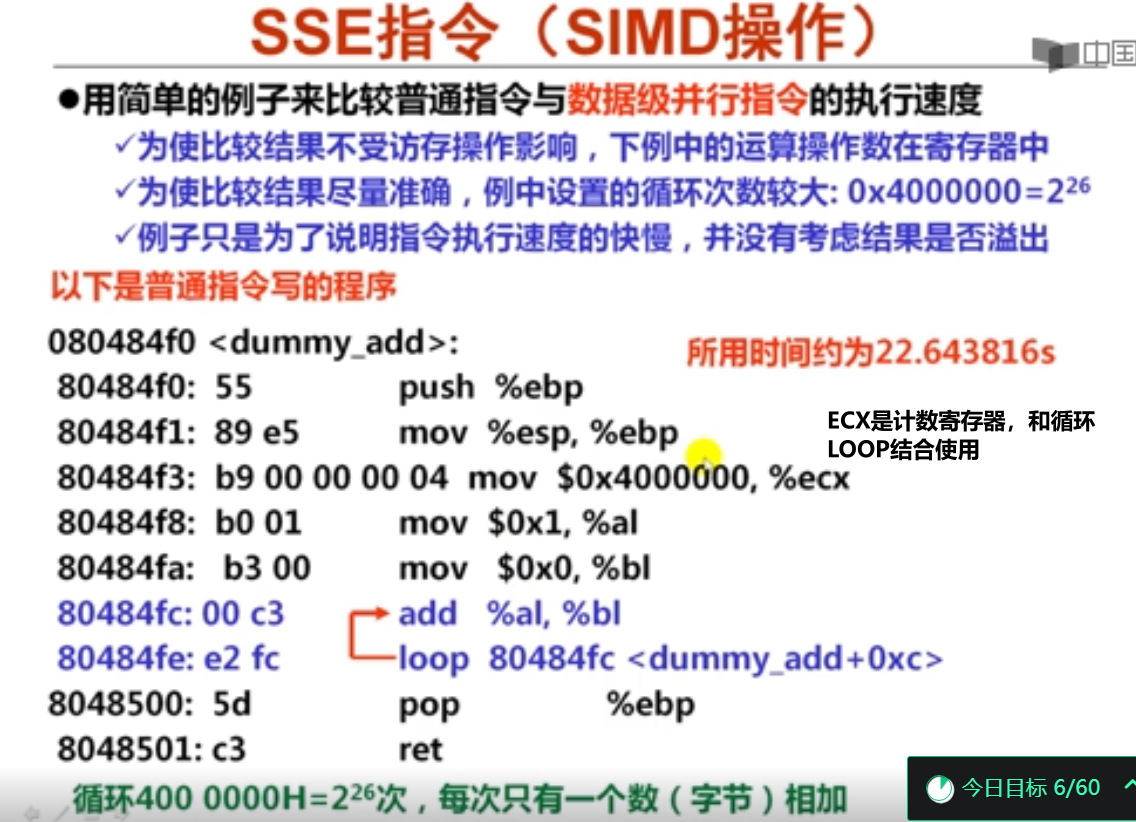 SSE指令（SIMD操作）
中国
●用简单的例子来比较普通指令与数据级并行指令的执行速度
✓为使比较结果不受访存操作影响，下例中的运算操作数在寄存器中
✓为使比较结果尽量准确，例中设置的循环次数较大: 0x4000000=2²⁶
✓例子只是为了说明指令执行速度的快慢，并没有考虑结果是否溢出
以下是普通指令写的程序
080484f0 <dummy_add>:
所用时间约为22.643816s
80484f0: 55 push %ebp
80484f1: 89 e5 mov %esp, %ebp
ECX是计数寄存器，和循环
LOOP结合使用
80484f3: b9 00 00 00 04 mov $0x4000000, %ecx
80484f8: b0 01 mov $0x1, %al
80484fa: b3 00 mov $0x0, %bl
80484fc: 00 c3 add %al, %bl
80484fe: e2 fc loop 80484fc <dummy_add+0xc>
8048500: 5d pop %ebp
8048501: c3 ret
循环400 0000H=2²⁶次，每次只有一个数（字节）相加
今日目标 6/60